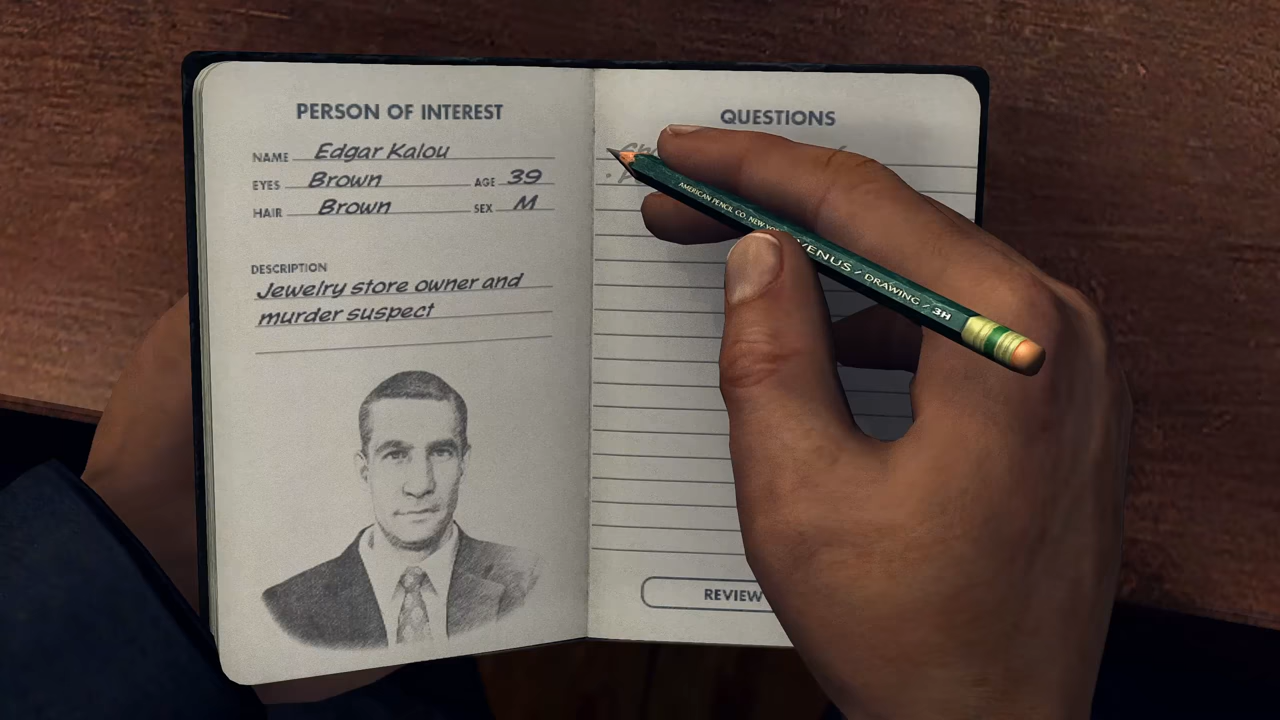 PERSON OF INTEREST
NAME Edgar Kalou
EYES Brown AGE 39
HAIR Brown SEX M
DESCRIPTION
Jewelry store owner and
murder suspect
QUESTIONS
AMERICAN PENCIL CO. NEW YORK VENUS / DRAWING / 3H
REVIEW